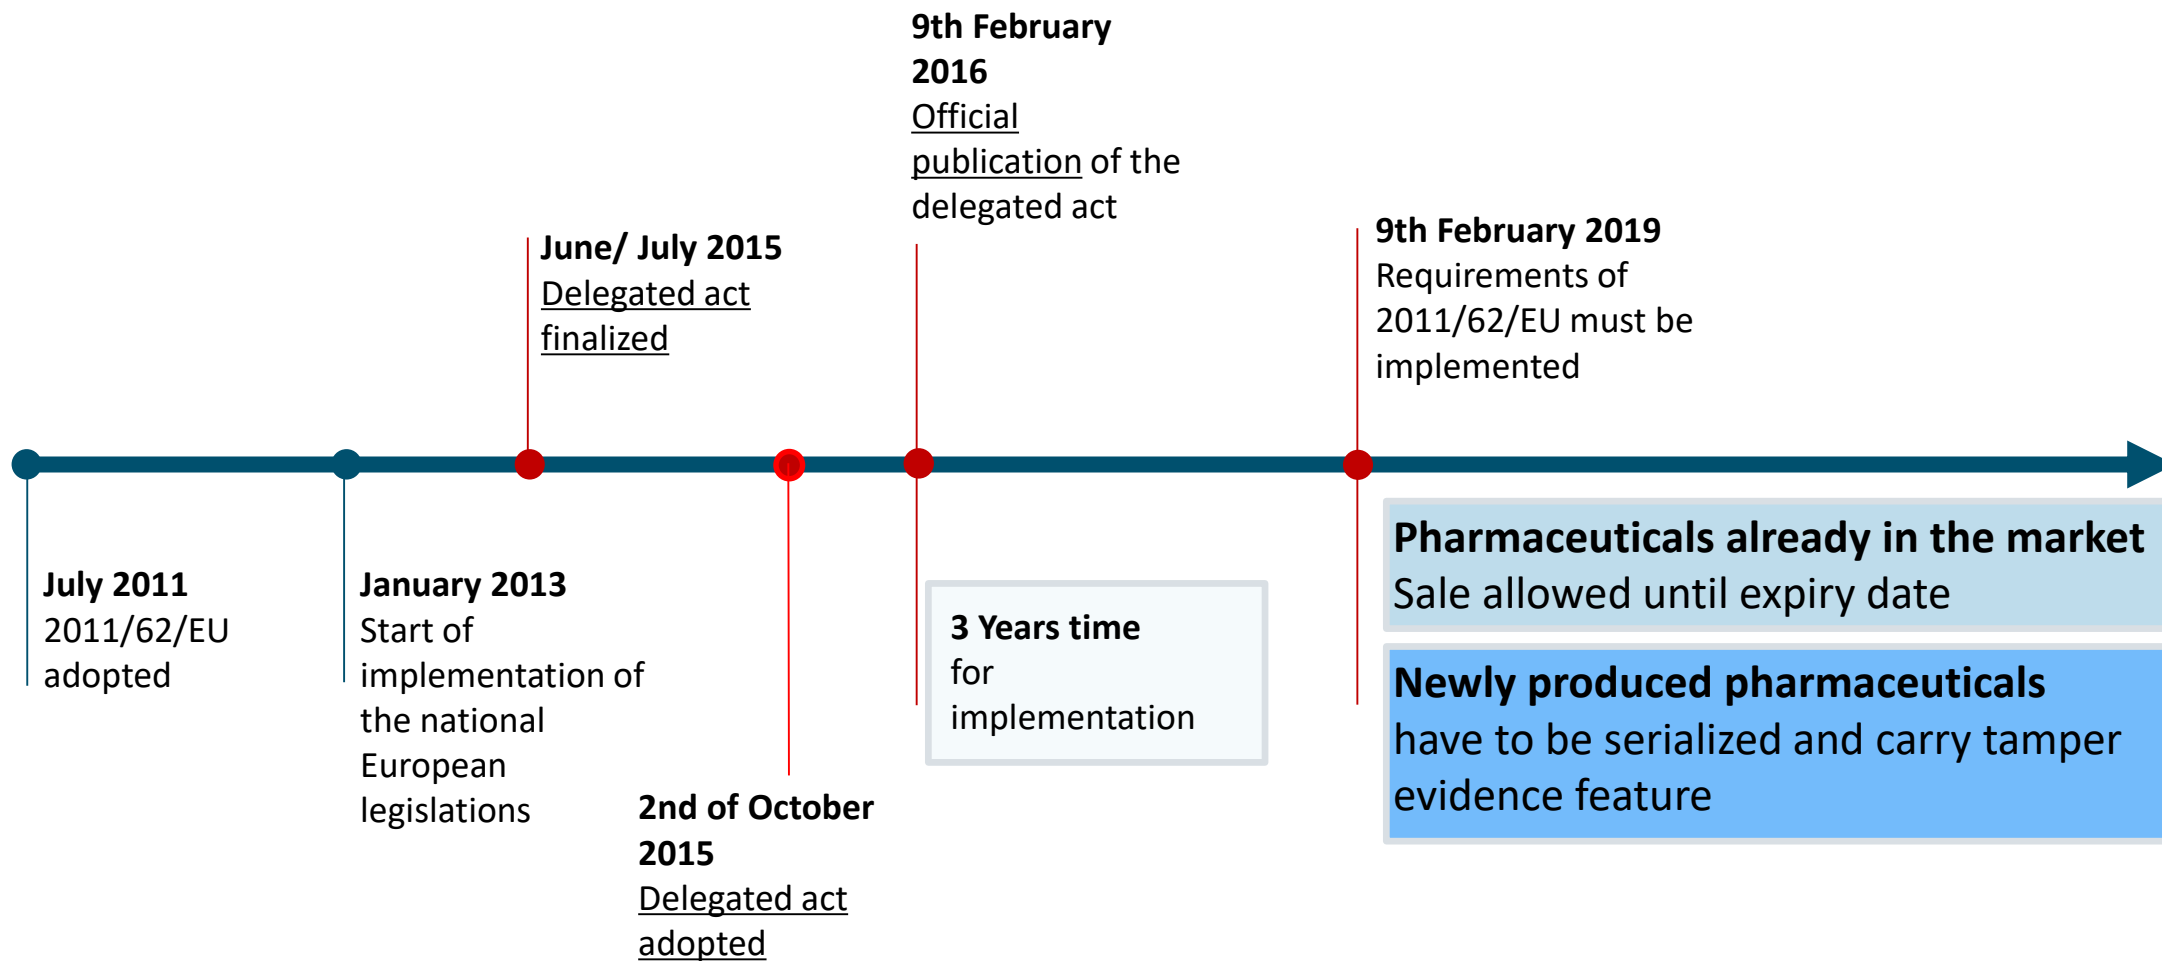 9th February
2016
Official
publication of the
delegated act
June/ July 2015
Delegated act
finalized
9th February 2019
Requirements of
2011/62/EU must be
implemented
July 2011
2011/62/EU
adopted
January 2013
Start of
implementation of
the national
European
legislations
2nd of October
2015
Delegated act
adopted
3 Years time
for
implementation
Pharmaceuticals already in the market
Sale allowed until expiry date
Newly produced pharmaceuticals
have to be serialized and carry tamper
evidence feature